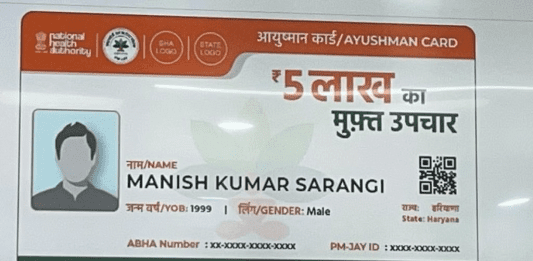 national
health
authority
SHA
LOGO
STATE
LOGO
आयुष्मान कार्ड/AYUSHMAN CARD
₹5 लाख का
मुफ़्त उपचार
नाम/NAME
MANISH KUMAR SARANGI
जन्म वर्ष/YOB: 1999 | लिंग/GENDER: Male
राज्य: हरियाणा
State: Haryana
ABHA Number : xx-xxxx-xxxx-xxxx
PM-JAY ID : xxxx-xxxx-xxxx